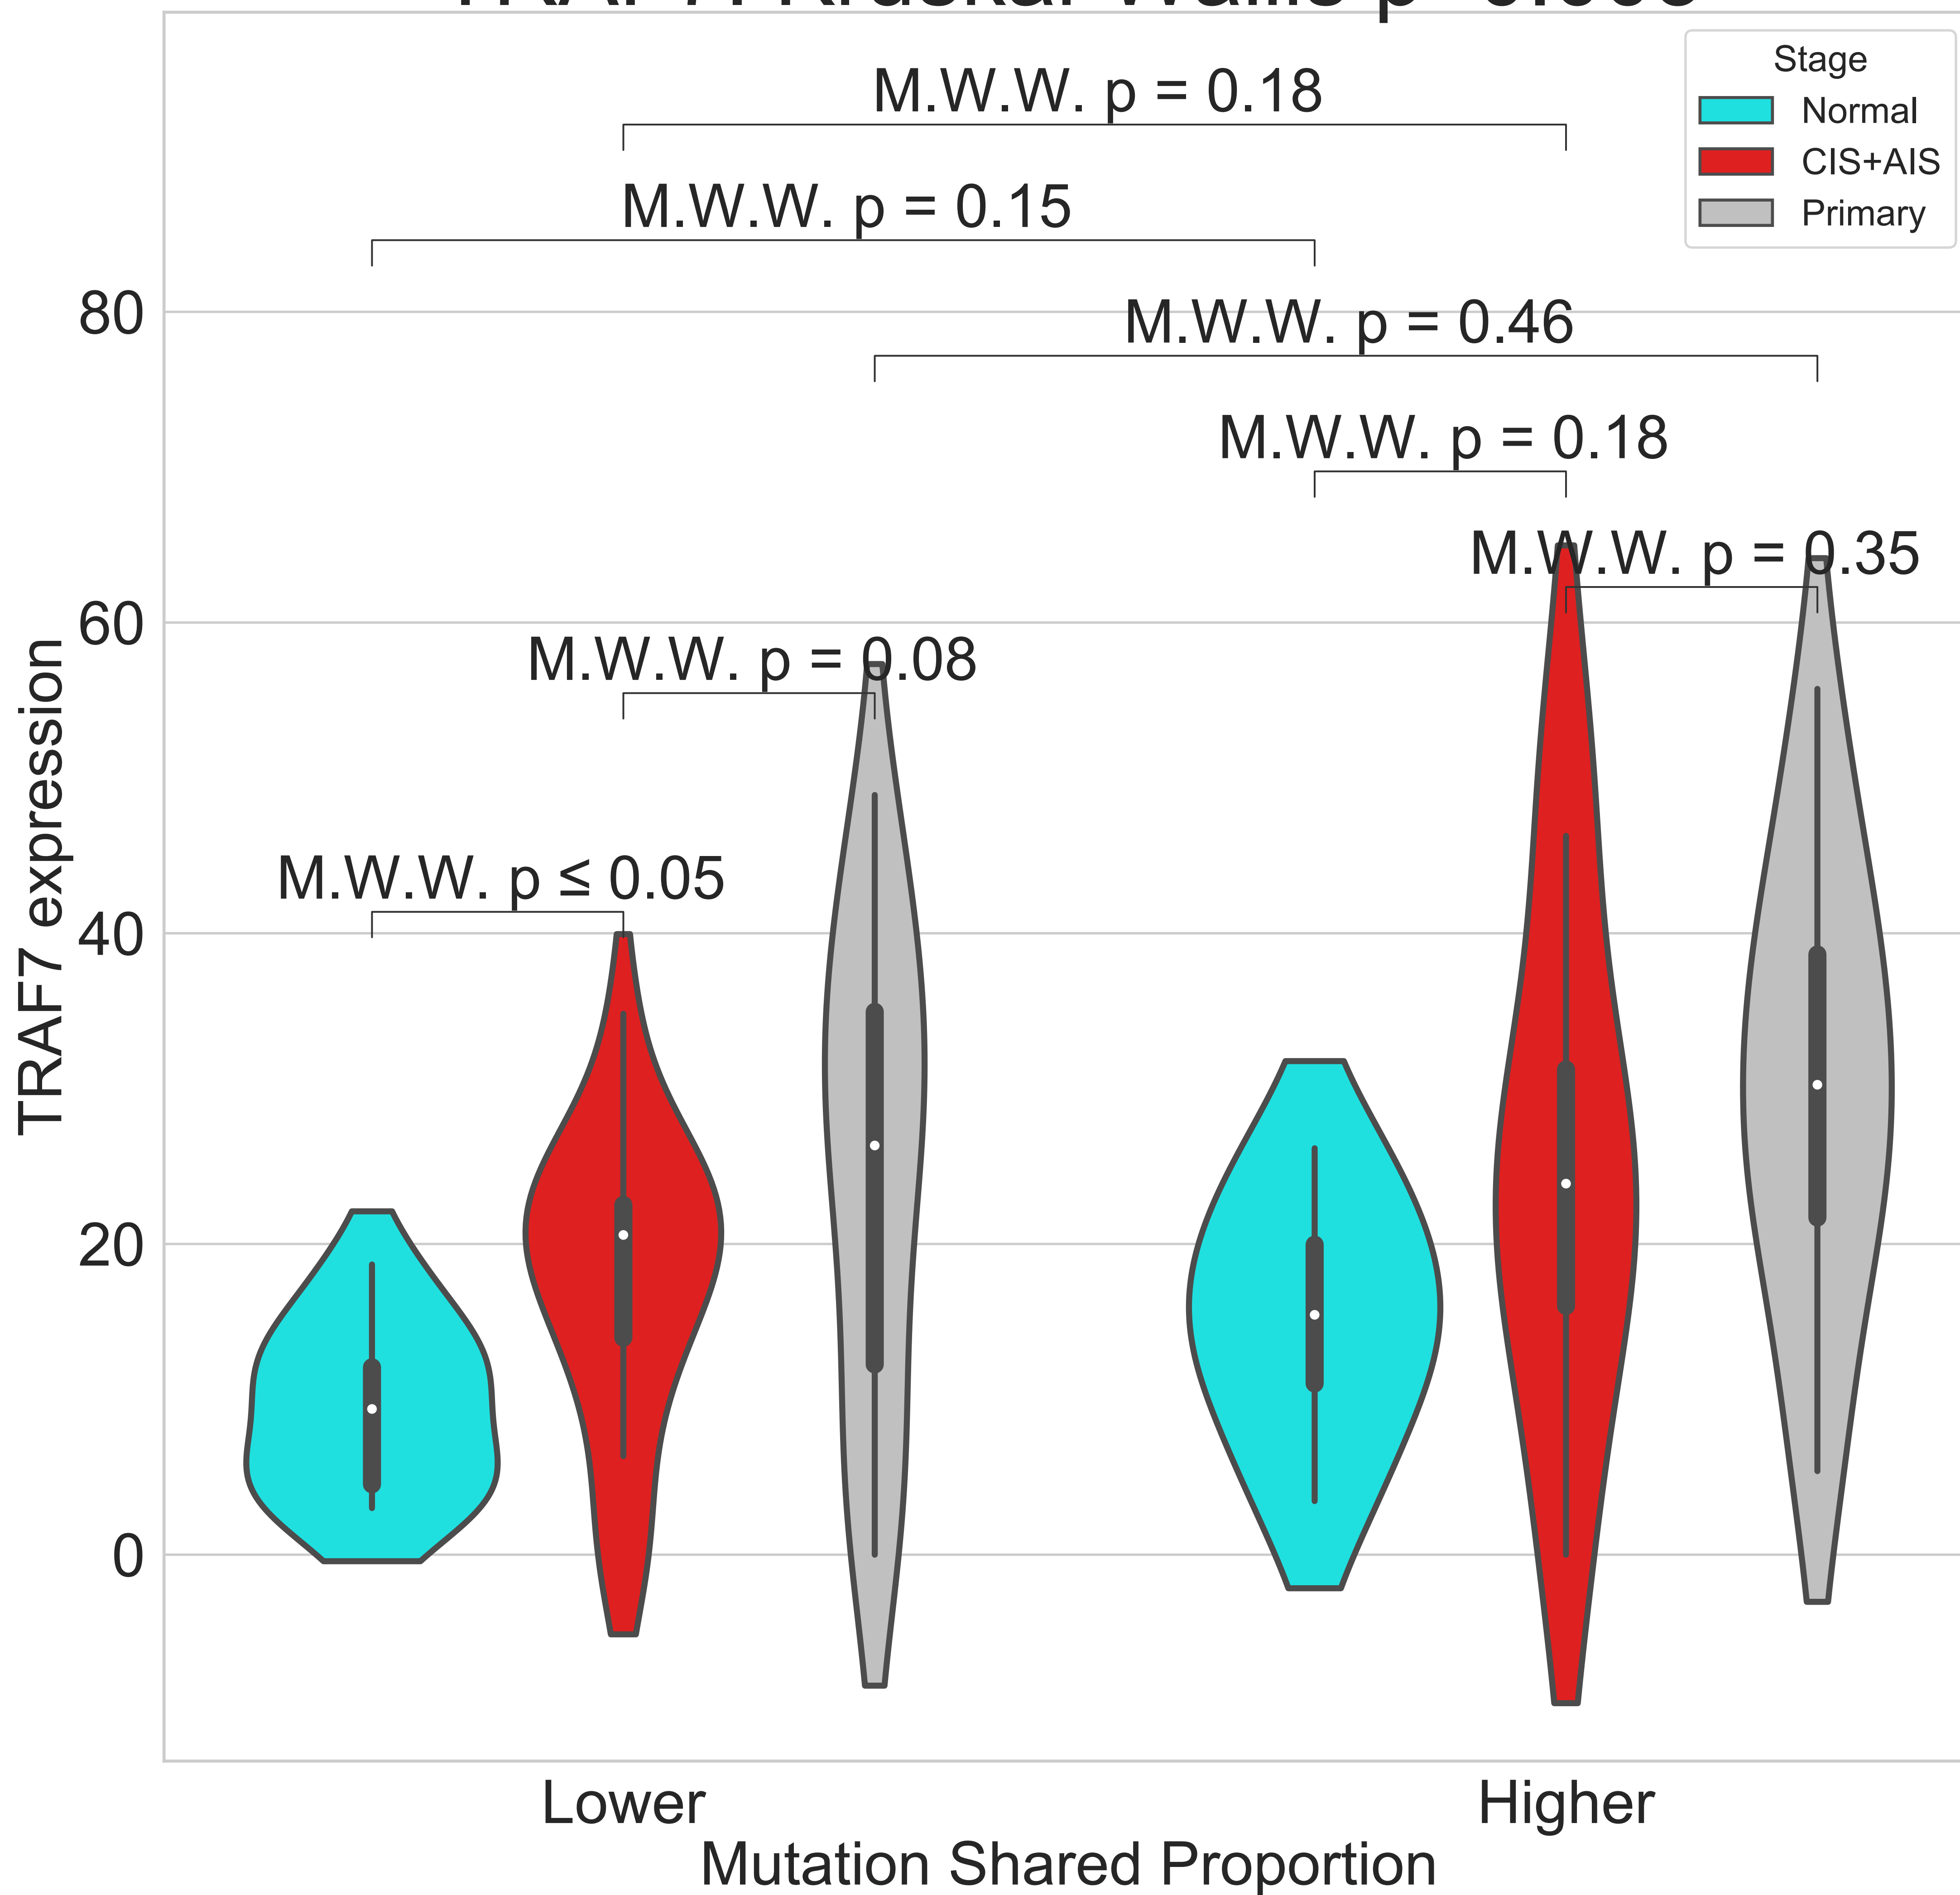 Stage
Normal
CIS+AIS
Primary
M.W.W. p = 0.18
M.W.W. p = 0.15
M.W.W. p = 0.46
M.W.W. p = 0.18
M.W.W. p = 0.35
M.W.W. p = 0.08
M.W.W. p ≤ 0.05
80
60
40
20
0
TRAF7 expression
Lower
Higher
Mutation Shared Proportion